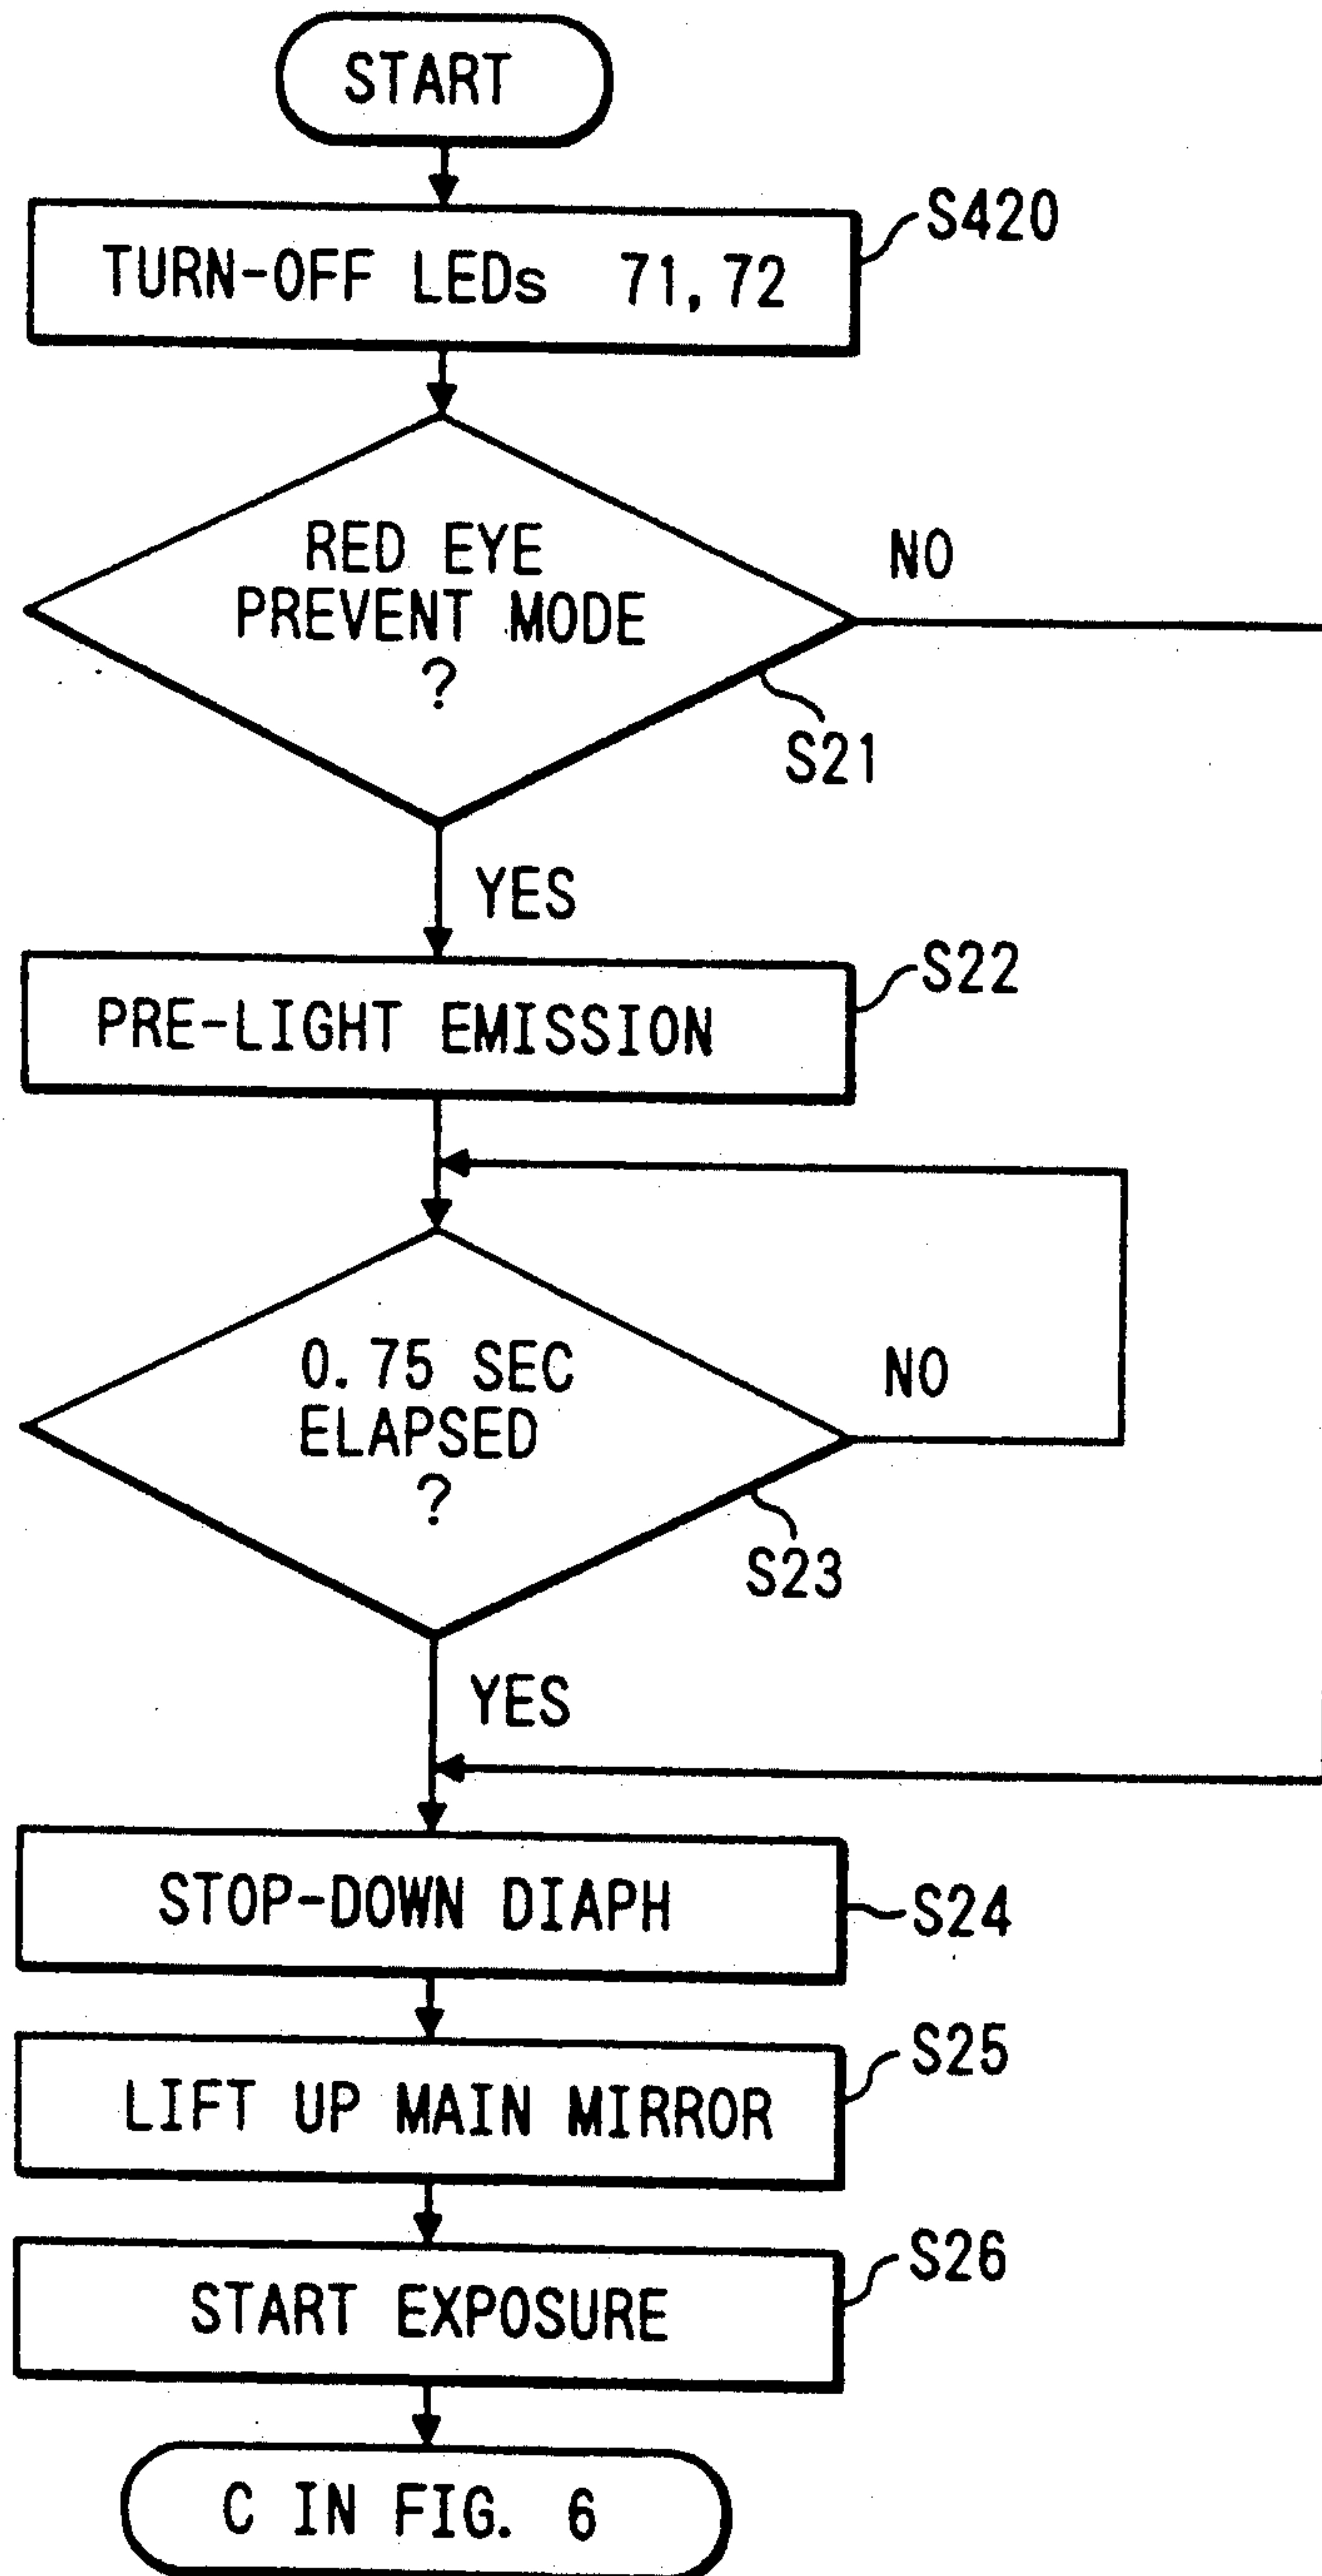 START
S420
TURN-OFF LEDs 71, 72
RED EYE
PREVENT MODE
?
NO
S21
YES
S22
PRE-LIGHT EMISSION
0.75 SEC
ELAPSED
?
NO
S23
YES
STOP-DOWN DIAPH
S24
S25
LIFT UP MAIN MIRROR
S26
START EXPOSURE
C IN FIG. 6